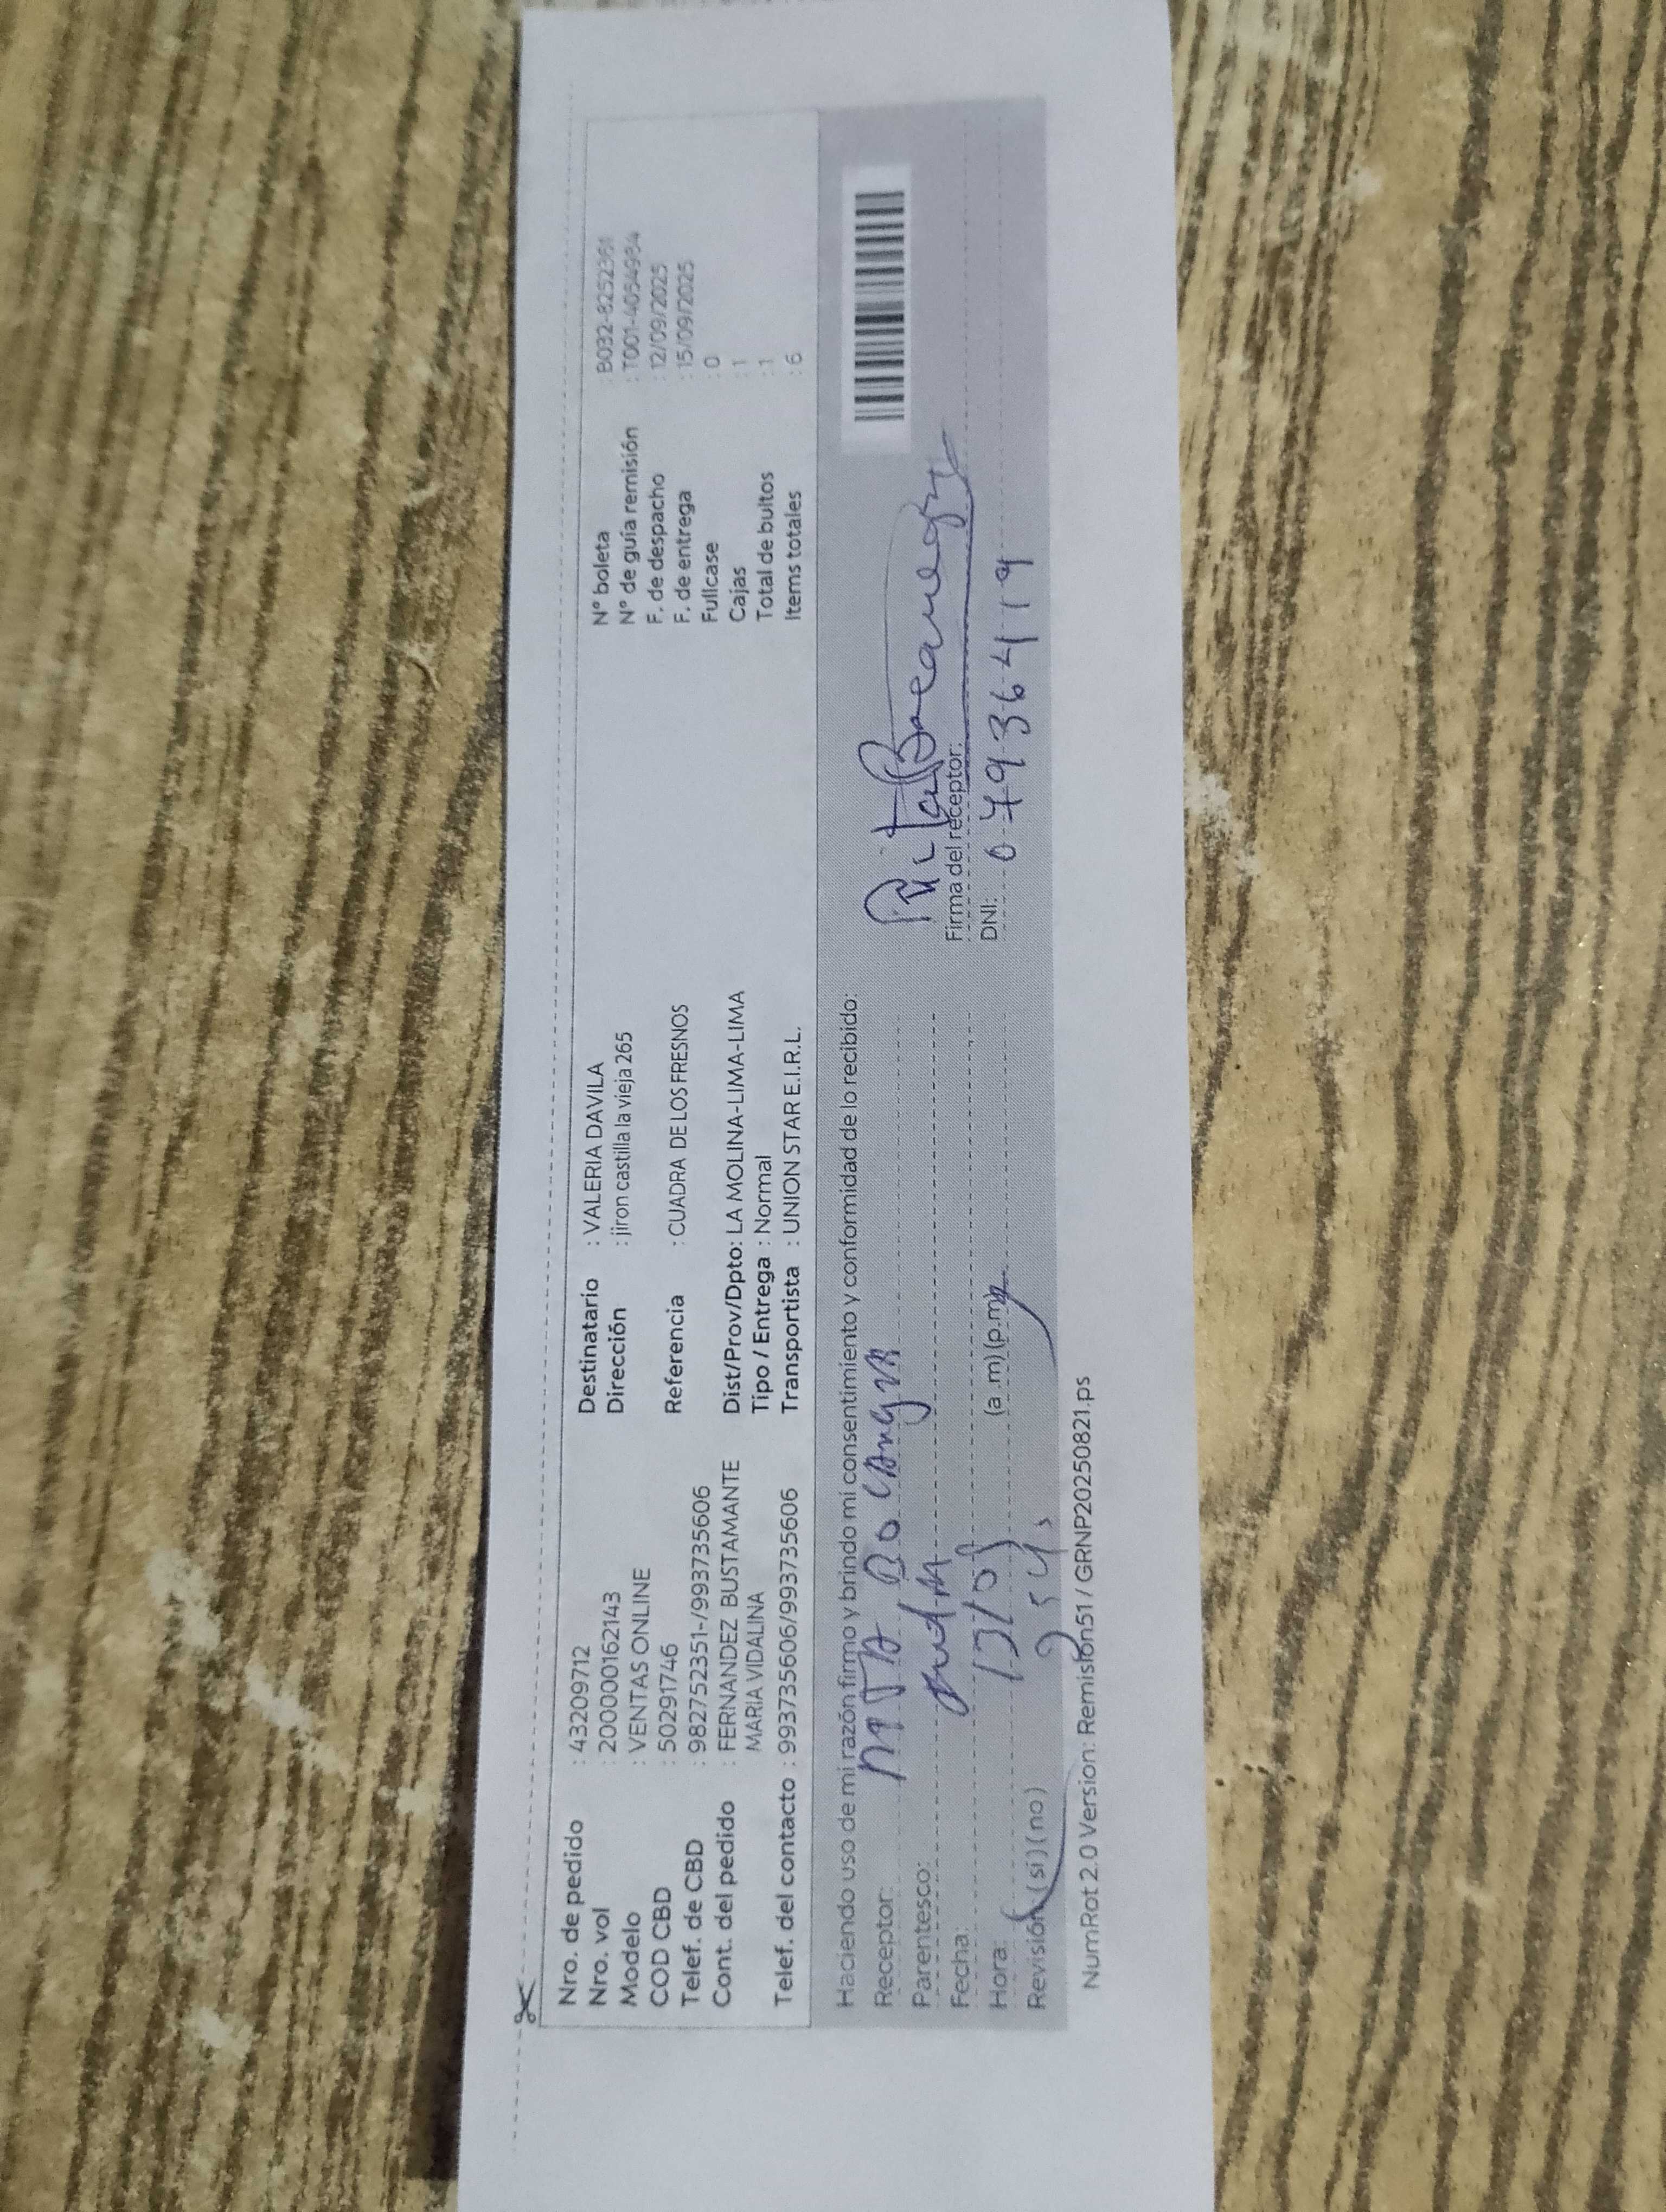 Nro. de pedido : 43209712
Nro. vol : 200000162143
Modelo : VENTAS ONLINE
COD CBD : 50291746
Telef. de CBD : 982752351-/993735606
Cont. del pedido : FERNANDEZ BUSTAMANTE
MARIA VIDALINA
Telef. del contacto : 993735606/993735606
Destinatario : VALERIA DAVILA
Dirección : jiron castilla la vieja 265
Referencia : CUADRA DE LOS FRESNOS
Dist/Prov/Dpto: LA MOLINA-LIMA-LIMA
Tipo / Entrega : Normal
Transportista : UNION STAR E.I.R.L.
N° boleta : B032-8252361
N° de guía remisión : T001-4054934
F. de despacho : 12/09/2025
F. de entrega : 15/09/2025
Fullcase : 0
Cajas : 1
Total de bultos : 1
Items totales : 6
Haciendo uso de mi razón firmo y brindo mi consentimiento y conformidad de lo recibido:
Receptor:
Parentesco:
Fecha:
Hora: (a.m) (p.m)
Revisión (si) (no)
Firma del receptor:
DNI: 07936419
NumRot 2.0 Version: Remision51 / GRNP20250821.ps